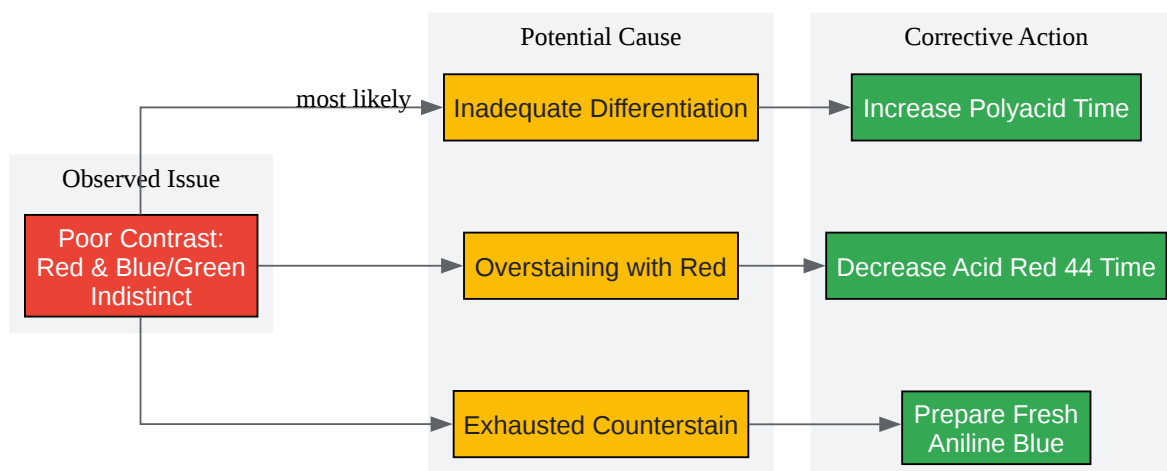 Potential Cause
Corrective Action
most likely
Inadequate Differentiation
Increase Polyacid Time
Observed Issue
Poor Contrast:
Red & Blue/Green
Indistinct
Overstaining with Red
Decrease Acid Red 44 Time
Exhausted Counterstain
Prepare Fresh
Aniline Blue